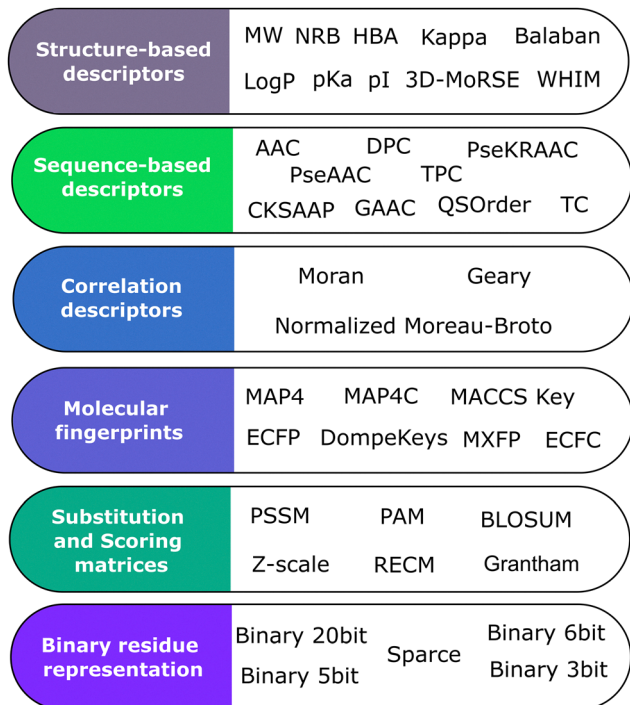 Structure-based
descriptors
MW NRB HBA Kappa Balaban
LogP pKa pI 3D-MoRSE WHIM
Sequence-based
descriptors
AAC DPC PseKRAAC
PseAAC TPC
CKSAAP GAAC QSOrder TC
Correlation
descriptors
Moran Geary
Normalized Moreau-Broto
Molecular
fingerprints
MAP4 MAP4C MACCS Key
ECFP DompeKeys MXFP ECFC
Substitution
and Scoring
matrices
PSSM PAM BLOSUM
Z-scale RECM Grantham
Binary residue
representation
Binary 20bit Sparce Binary 6bit
Binary 5bit Binary 3bit